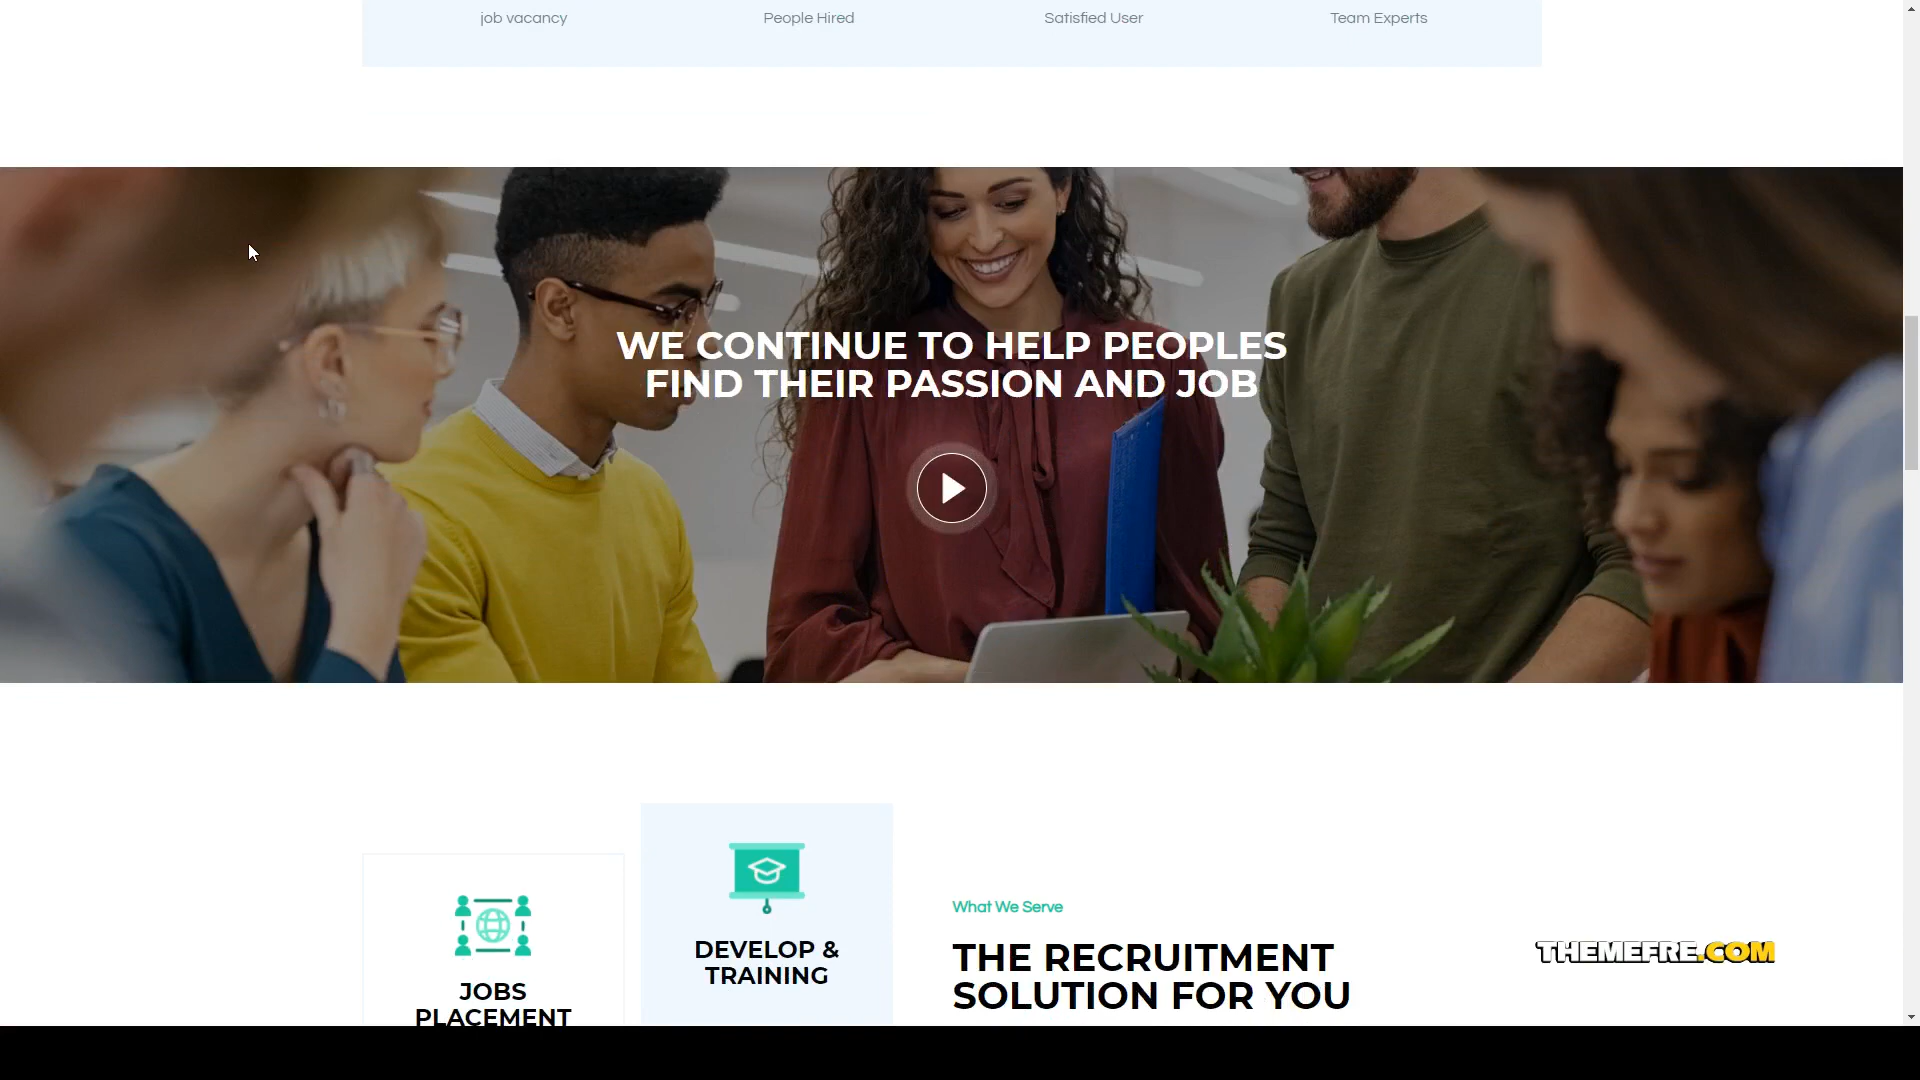 job vacancy
People Hired
Satisfied User
Team Experts
WE CONTINUE TO HELP PEOPLES
FIND THEIR PASSION AND JOB
DEVELOP &
TRAINING
JOBS
PLACEMENT
What We Serve
THE RECRUITMENT
SOLUTION FOR YOU
THEMEFRE.COM